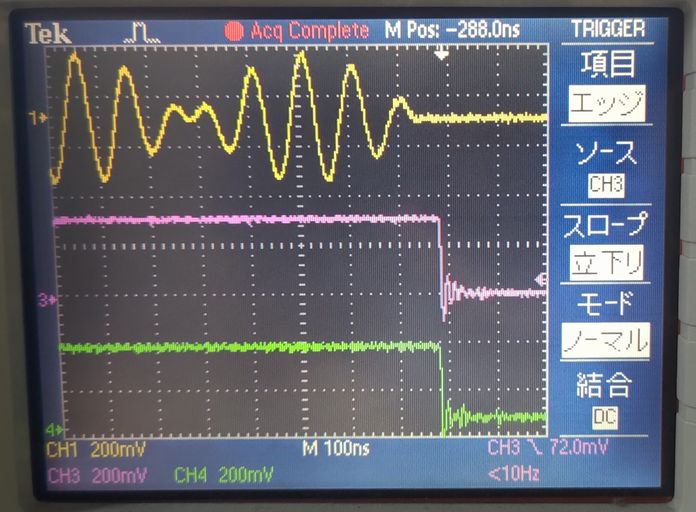 Tek Acq Complete M Pos: -288.0ns TRIGGER
項目
エッジ
ソース
CH3
スロープ
立下り
モード
ノーマル
結合
DC
1
3
4
CH1 200mV M 100ns CH3 72.0mV
CH3 200mV CH4 200mV <10Hz